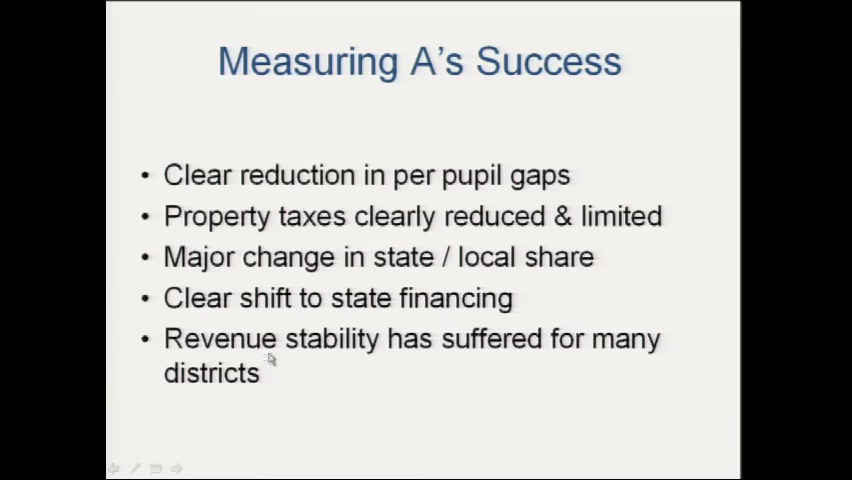 Measuring A's Success
• Clear reduction in per pupil gaps
• Property taxes clearly reduced & limited
• Major change in state / local share
• Clear shift to state financing
• Revenue stability has suffered for many
districts